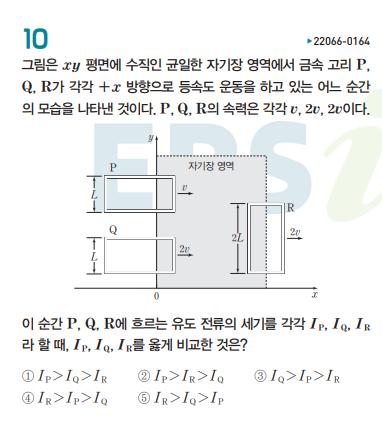 10
▸22066-0164
그림은 xy 평면에 수직인 균일한 자기장 영역에서 금속 고리 P,
Q, R가 각각 +x 방향으로 등속도 운동을 하고 있는 어느 순간
의 모습을 나타낸 것이다. P, Q, R의 속력은 각각 v, 2v, 2v이다.
EBSi
y
P
자기장 영역
L
v
R
Q
2L
2v
L
2v
0
x
이 순간 P, Q, R에 흐르는 유도 전류의 세기를 각각 I_P, I_Q, I_R
라 할 때, I_P, I_Q, I_R를 옳게 비교한 것은?
① I_P>I_Q>I_R ② I_P>I_R>I_Q ③ I_Q>I_P>I_R
④ I_R>I_P>I_Q ⑤ I_R>I_Q>I_P